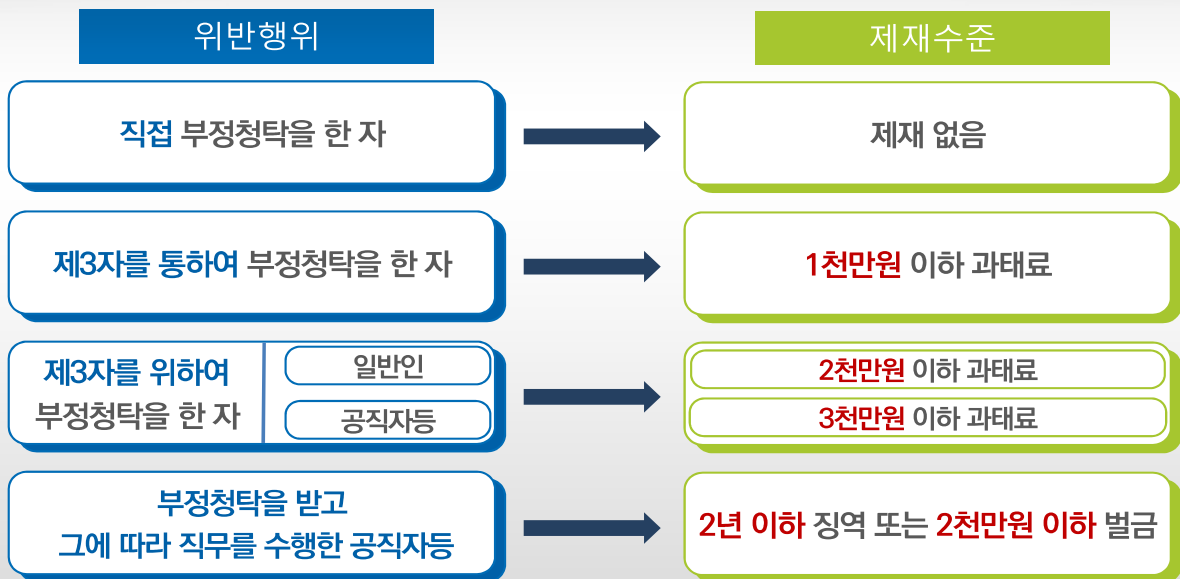 위반행위
제재수준
직접 부정청탁을 한 자
제재 없음
제3자를 통하여 부정청탁을 한 자
1천만원 이하 과태료
제3자를 위하여
부정청탁을 한 자
일반인
공직자등
2천만원 이하 과태료
3천만원 이하 과태료
부정청탁을 받고
그에 따라 직무를 수행한 공직자등
2년 이하 징역 또는 2천만원 이하 벌금